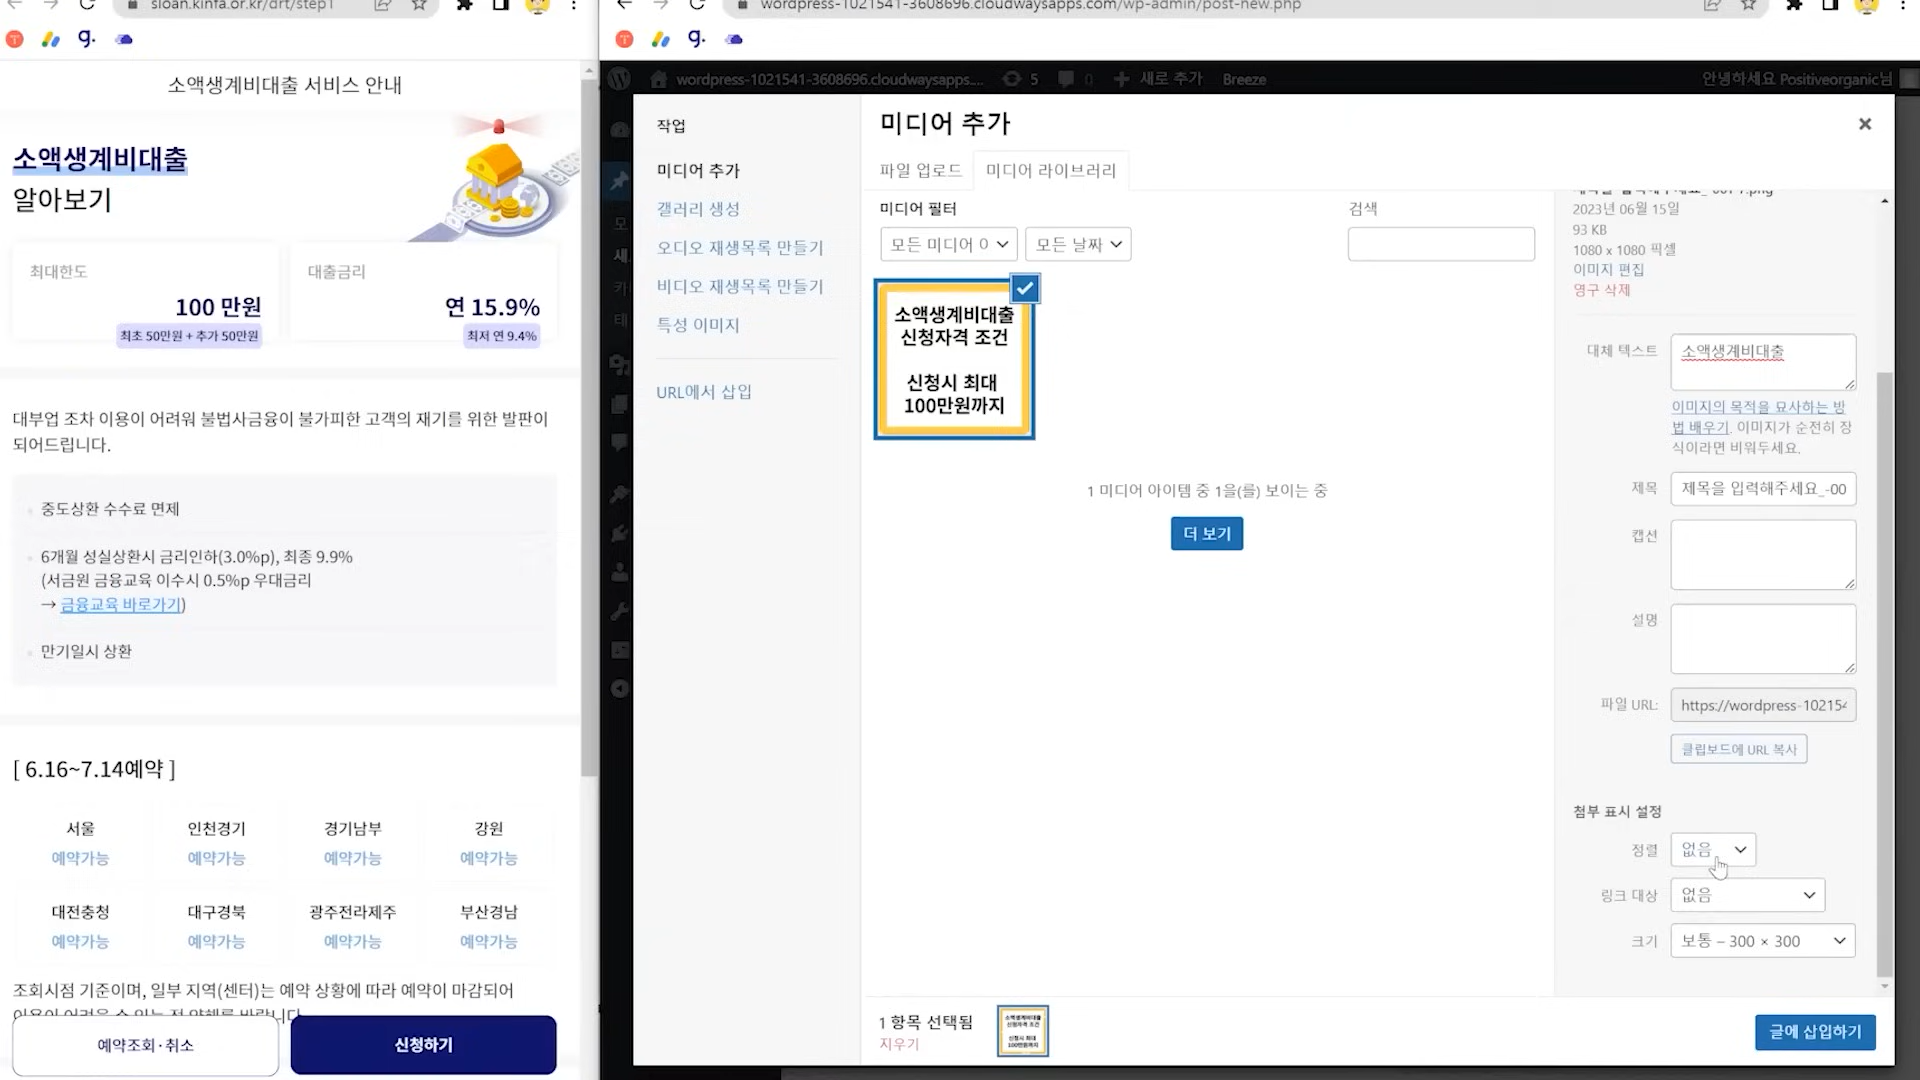 sloan.kinfa.or.kr/drt/step1
소액생계비대출 서비스 안내
소액생계비대출
알아보기
최대한도
100 만원
최초 50만원 + 추가 50만원
대출금리
연 15.9%
최저 연 9.4%
대부업 조차 이용이 어려워 불법사금융이 불가피한 고객의 재기를 위한 발판이
되어드립니다.
중도상환 수수료 면제
6개월 성실상환시 금리인하(3.0%p), 최종 9.9%
(서금원 금융교육 이수시 0.5%p 우대금리
→ 금융교육 바로가기)
만기일시 상환
[ 6.16~7.14예약 ]
서울
인천경기
경기남부
강원
예약가능
예약가능
예약가능
예약가능
대전충청
대구경북
광주전라제주
부산경남
예약가능
예약가능
예약가능
예약가능
조회시점 기준이며, 일부 지역(센터)는 예약 상황에 따라 예약이 마감되어
예약조회·취소
신청하기
wordpress-1021541-3608696.cloudwaysapps.com/wp-admin/post-new.php
wordpress-1021541-3608696.cloudwaysapps....
5
0
새로 추가
Breeze
안녕하세요 Positiveorganic님
작업
미디어 추가
갤러리 생성
오디오 재생목록 만들기
비디오 재생목록 만들기
특성 이미지
URL에서 삽입
미디어 추가
파일 업로드
미디어 라이브러리
미디어 필터
모든 미디어
모든 날짜
검색
소액생계비대출
신청자격 조건
신청시 최대
100만원까지
1 미디어 아이템 중 1을(를) 보이는 중
더 보기
2023년 06월 15일
93 KB
1080 x 1080 픽셀
이미지 편집
영구 삭제
대체 텍스트
소액생계비대출
이미지의 목적을 묘사하는 방
법 배우기. 이미지가 순전히 장
식이라면 비워두세요.
제목
제목을 입력해주세요_-00
캡션
설명
파일 URL:
https://wordpress-10215
클립보드에 URL 복사
첨부 표시 설정
정렬
없음
링크 대상
없음
크기
보통 – 300 × 300
1 항목 선택됨
지우기
소액생계비대출
신청자격 조건
신청시 최대
100만원까지
글에 삽입하기